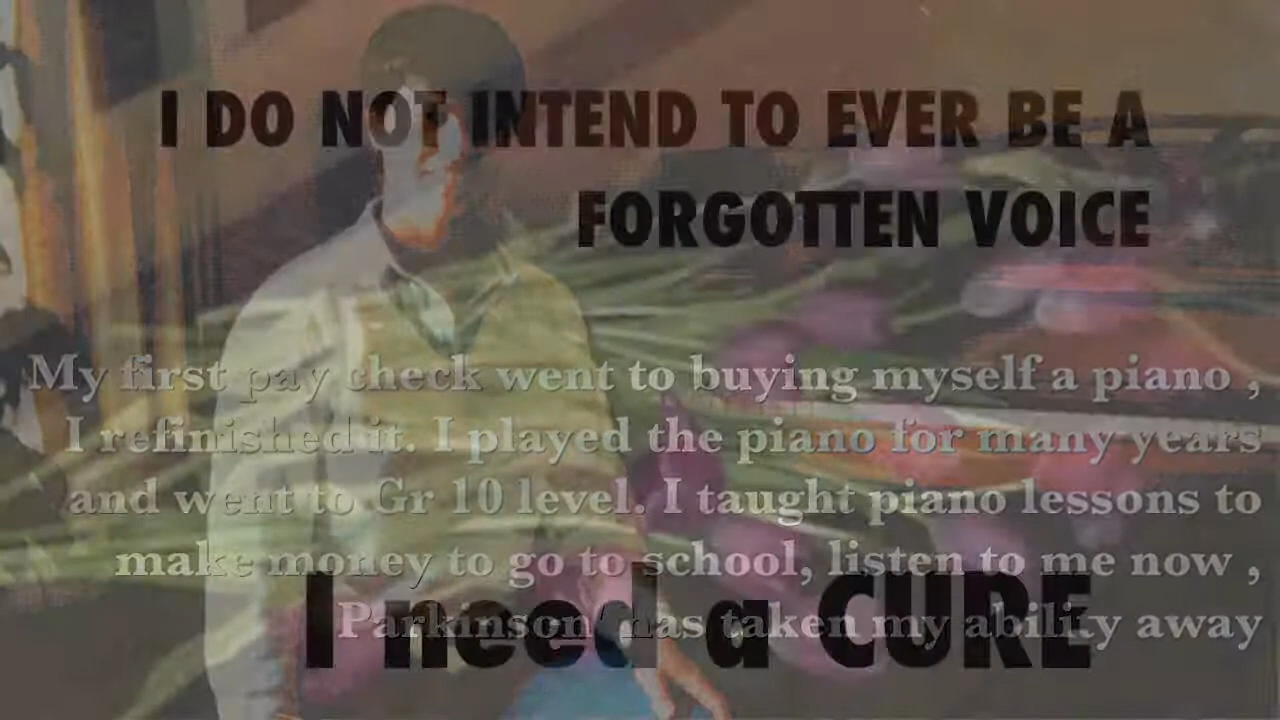 I DO NOT INTEND TO EVER BE A
FORGOTTEN VOICE
My first pay check went to buying myself a piano ,
I refinished it. I played the piano for many years
and went to Gr 10 level. I taught piano lessons to
make money to go to school, listen to me now ,
Parkinson' has taken my ability away
I need a CURE